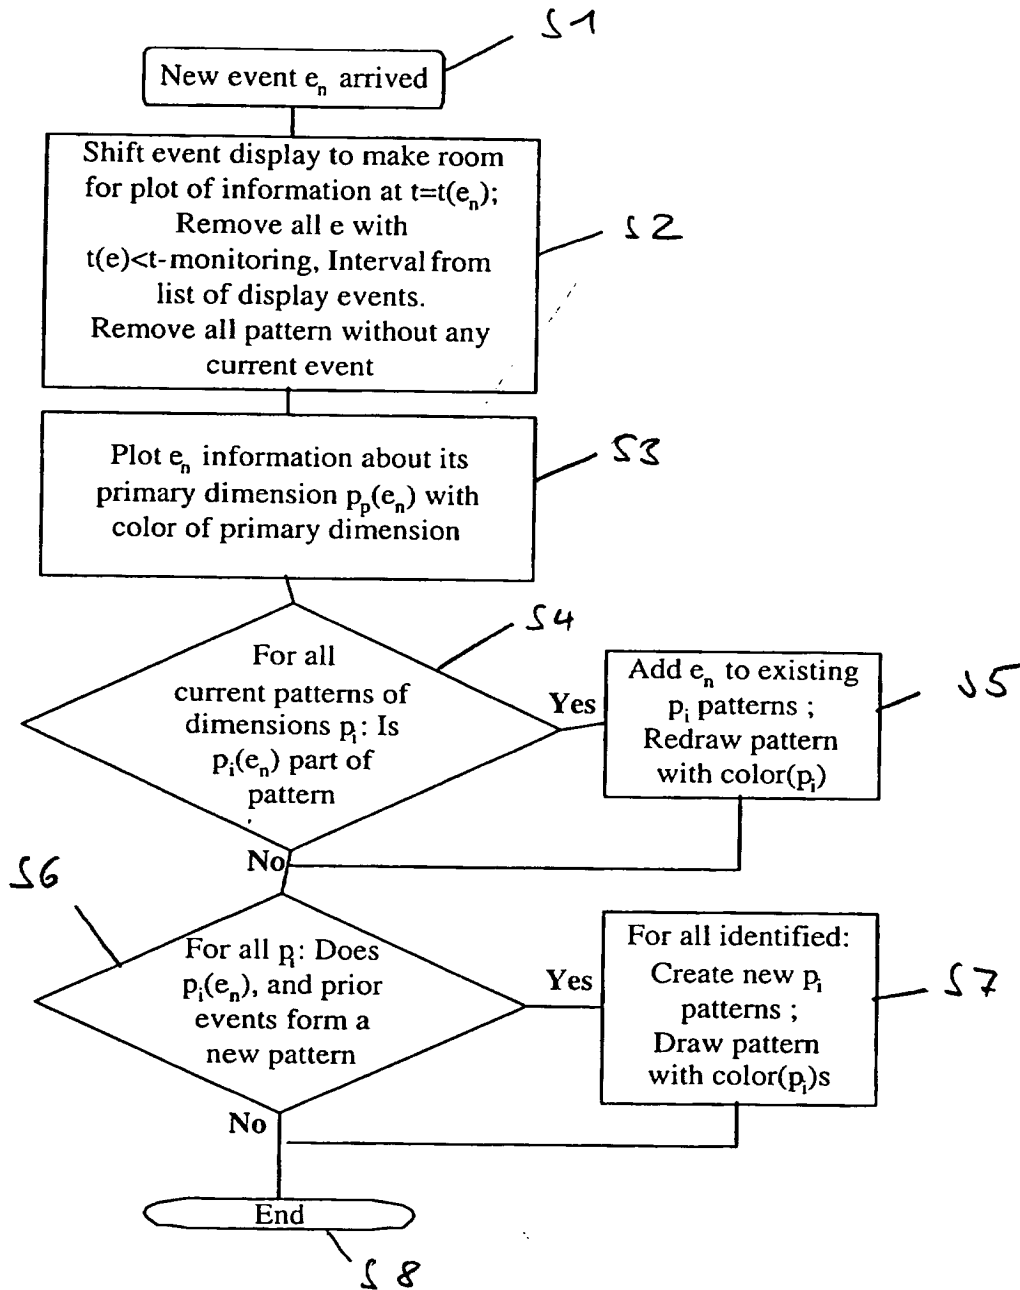 S1
New event eₙ arrived
Shift event display to make room
for plot of information at t=t(eₙ);
Remove all e with
t(e)<t-monitoring, Interval from
list of display events.
Remove all pattern without any
current event
S2
Plot eₙ information about its
primary dimension pₚ(eₙ) with
color of primary dimension
S3
S4
For all
current patterns of
dimensions pᵢ: Is
pᵢ(eₙ) part of
pattern
Yes
Add eₙ to existing
pᵢ patterns ;
Redraw pattern
with color(pᵢ)
S5
No
S6
For all pᵢ: Does
pᵢ(eₙ), and prior
events form a
new pattern
Yes
For all identified:
Create new pᵢ
patterns ;
Draw pattern
with color(pᵢ)s
S7
No
End
S8